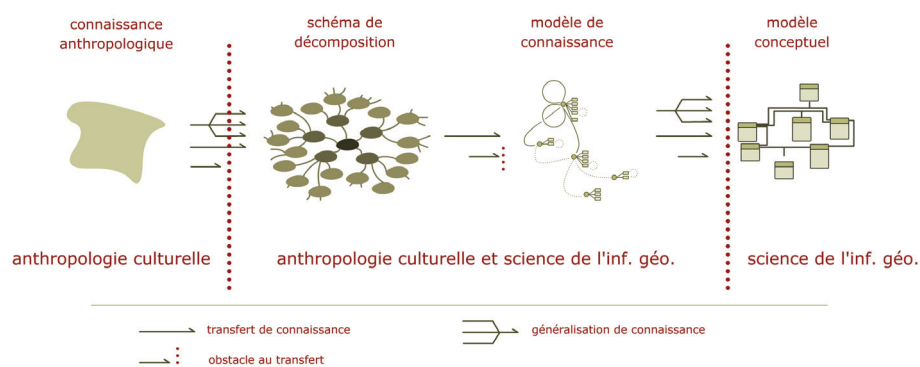 connaissance
anthropologique
schéma de
décomposition
modèle de
connaissance
modèle
conceptuel
anthropologie culturelle
anthropologie culturelle et science de l'inf. géo.
science de l'inf. géo.
transfert de connaissance
généralisation de connaissance
obstacle au transfert